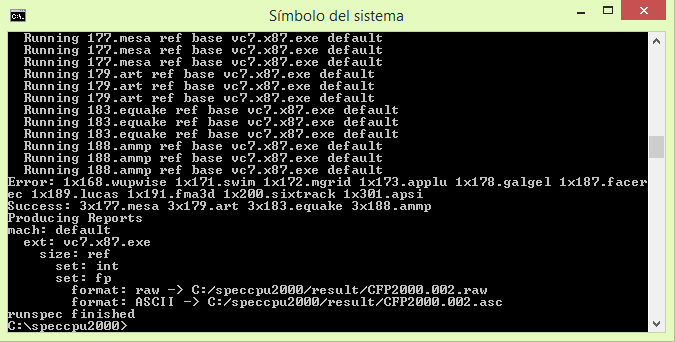 Símbolo del sistema
Running 177.mesa ref base vc7.x87.exe default
Running 177.mesa ref base vc7.x87.exe default
Running 177.mesa ref base vc7.x87.exe default
Running 179.art ref base vc7.x87.exe default
Running 179.art ref base vc7.x87.exe default
Running 179.art ref base vc7.x87.exe default
Running 183.equake ref base vc7.x87.exe default
Running 183.equake ref base vc7.x87.exe default
Running 183.equake ref base vc7.x87.exe default
Running 188.ammp ref base vc7.x87.exe default
Running 188.ammp ref base vc7.x87.exe default
Running 188.ammp ref base vc7.x87.exe default
Error: 1x168.wupwise 1x171.swim 1x172.mgrid 1x173.applu 1x178.galgel 1x187.facer
ec 1x189.lucas 1x191.fma3d 1x200.sixtrack 1x301.apsi
Success: 3x177.mesa 3x179.art 3x183.equake 3x188.ammp
Producing Reports
mach: default
ext: vc7.x87.exe
size: ref
set: int
set: fp
format: raw -> C:/speccpu2000/result/CFP2000.002.raw
format: ASCII -> C:/speccpu2000/result/CFP2000.002.asc
runspec finished
C:\speccpu2000>